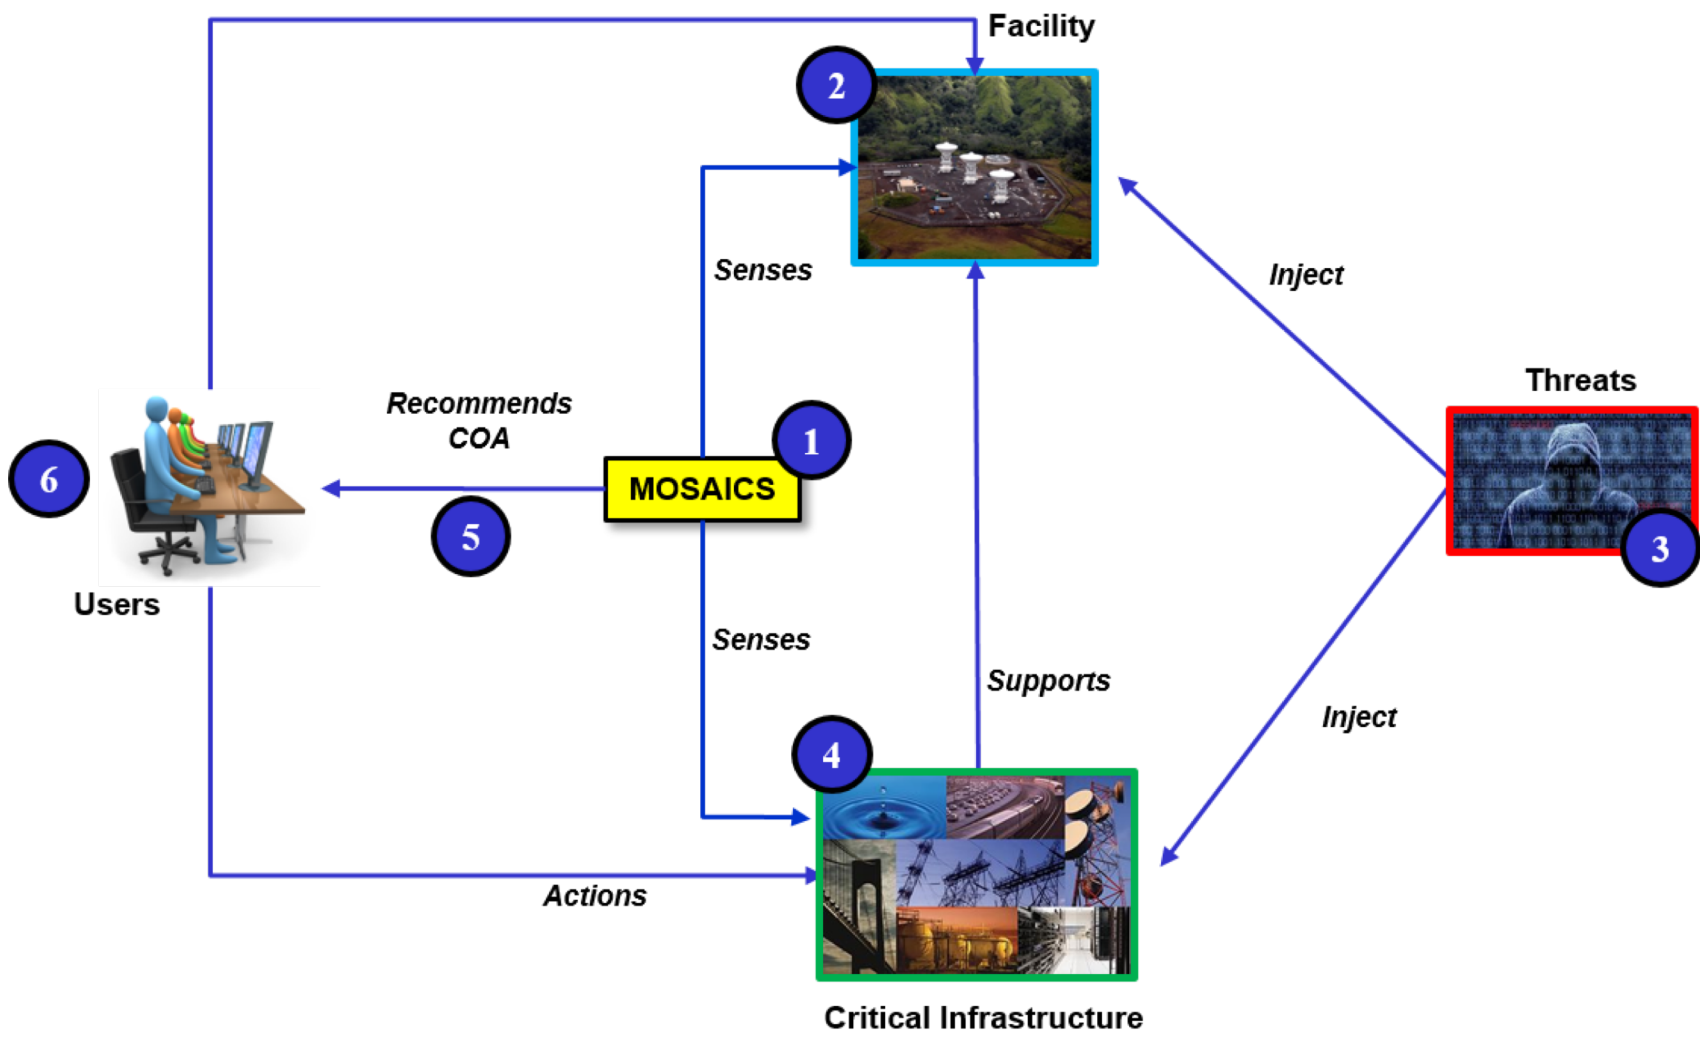 Facility
2
Senses
Inject
Threats
3
Recommends
COA
1
MOSAICS
6
5
Users
Senses
Supports
Inject
4
Actions
Critical Infrastructure